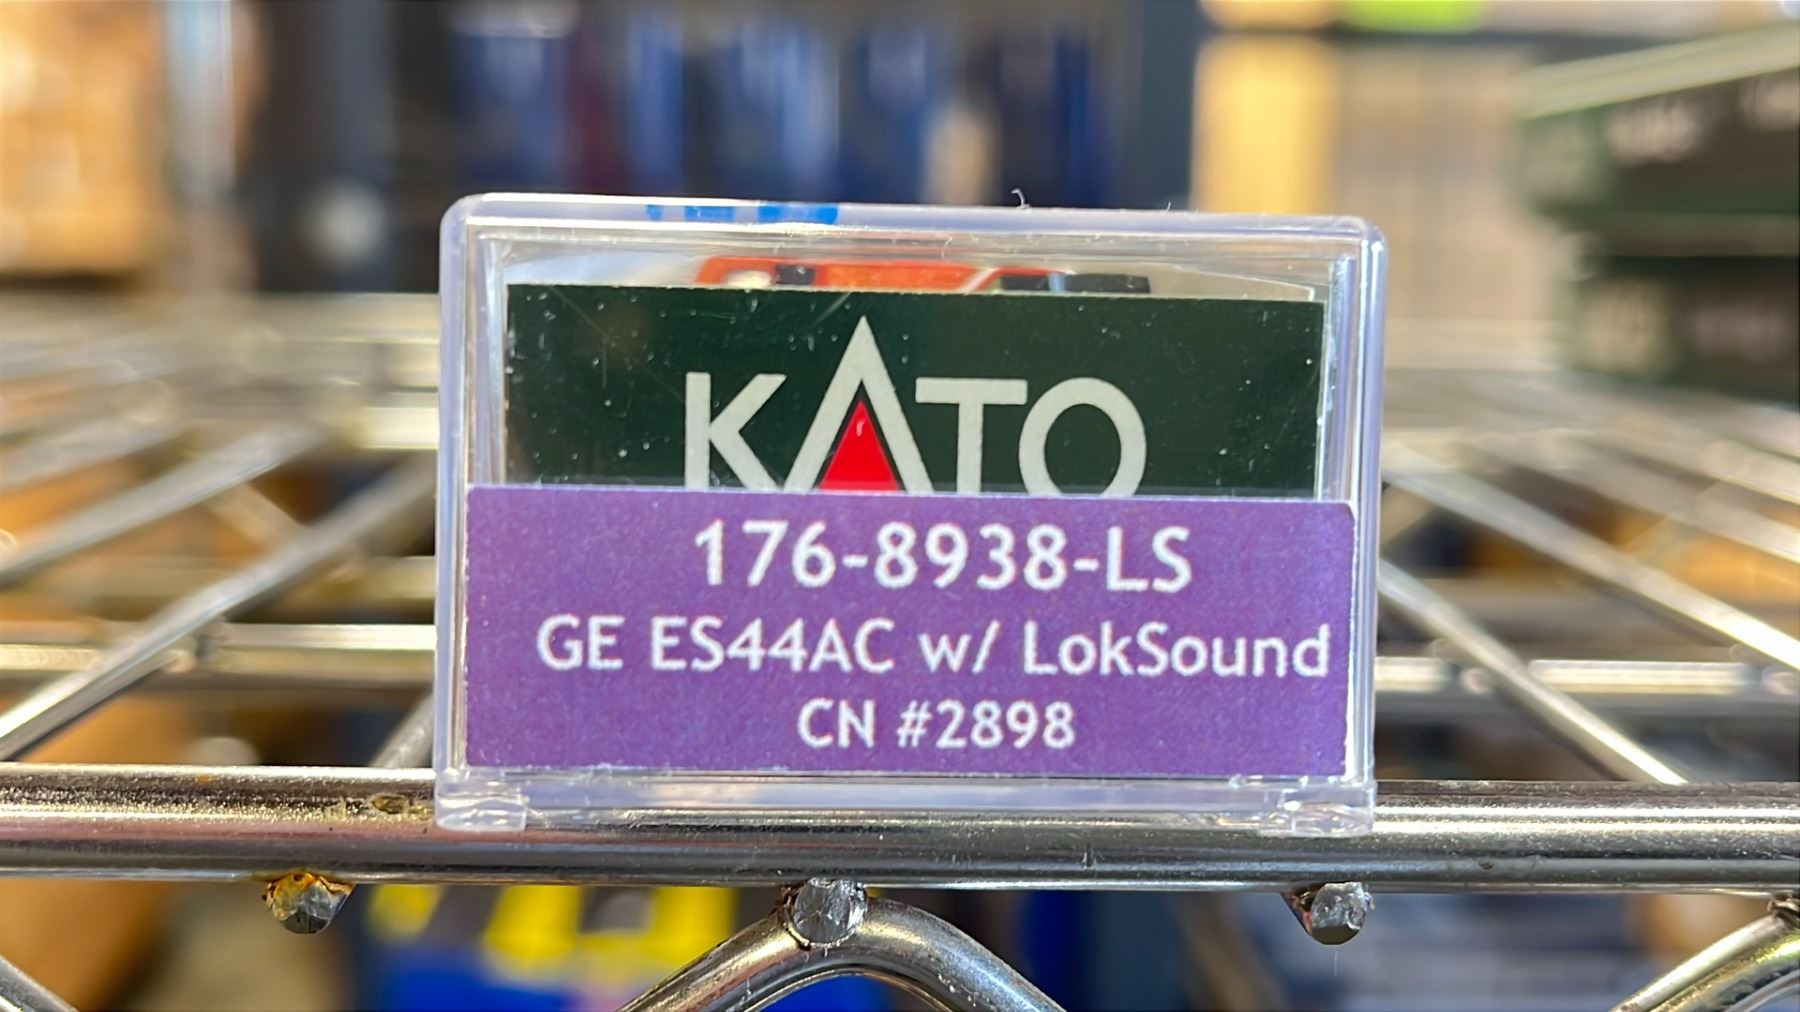 KATO
176-8938-LS
GE ES44AC w/ LokSound
CN #2898